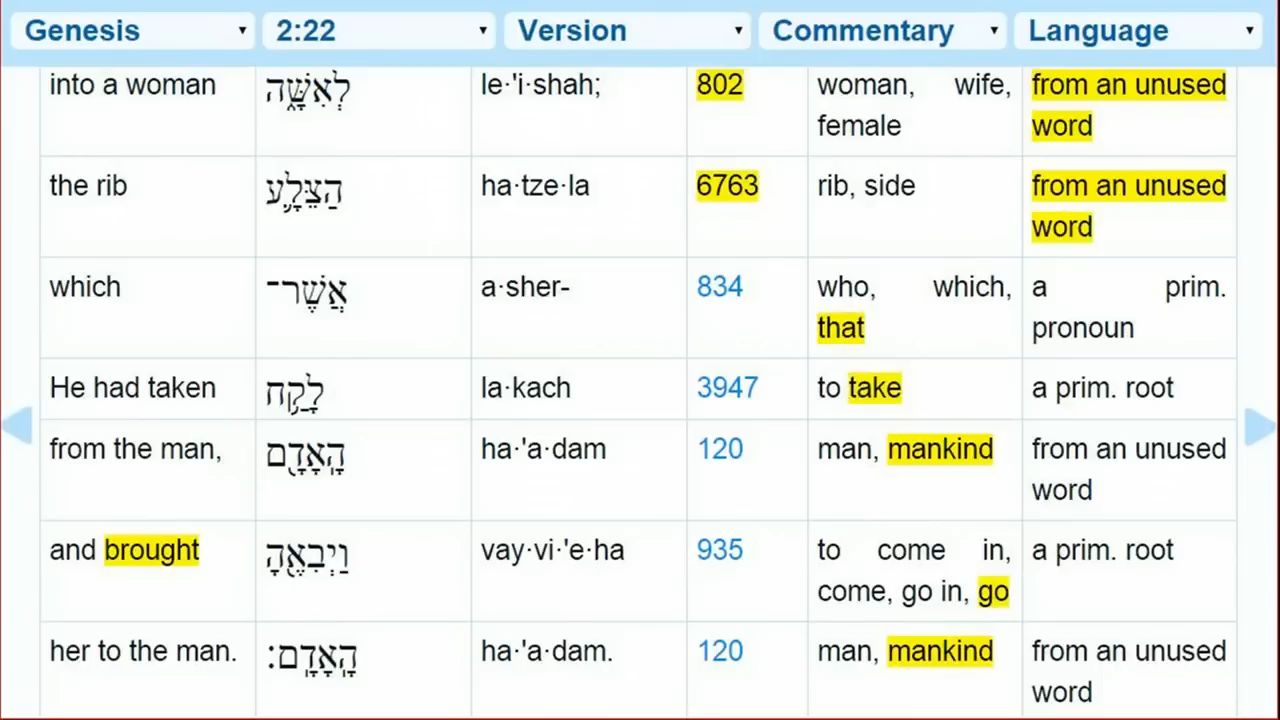 Genesis 2:22 Version Commentary Language
into a woman לְאִשָּׁ֑ה le·'i·shah; 802 woman, wife, from an unused
female word
the rib הַצֵּלָ֛ע ha·tze·la 6763 rib, side from an unused
word
which אֲשֶׁר־ a·sher- 834 who, which, a prim.
that pronoun
He had taken לָקַ֥ח la·kach 3947 to take a prim. root
from the man, הָֽאָדָ֖ם ha·'a·dam 120 man, mankind from an unused
word
and brought וַיְבִאֶ֖הָ vay·vi·'e·ha 935 to come in, a prim. root
come, go in, go
her to the man. הָֽאָדָֽם׃ ha·'a·dam. 120 man, mankind from an unused
word